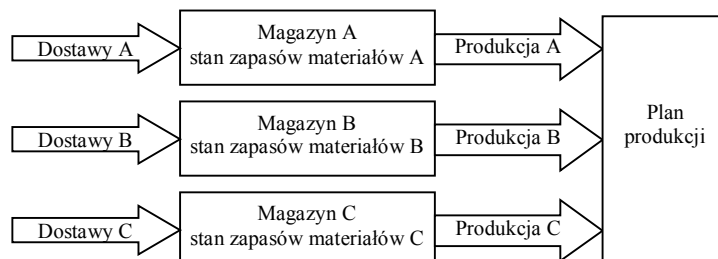 Dostawy A
Magazyn A
stan zapasów materiałów A
Produkcja A
Dostawy B
Magazyn B
stan zapasów materiałów B
Produkcja B
Plan
produkcji
Dostawy C
Magazyn C
stan zapasów materiałów C
Produkcja C